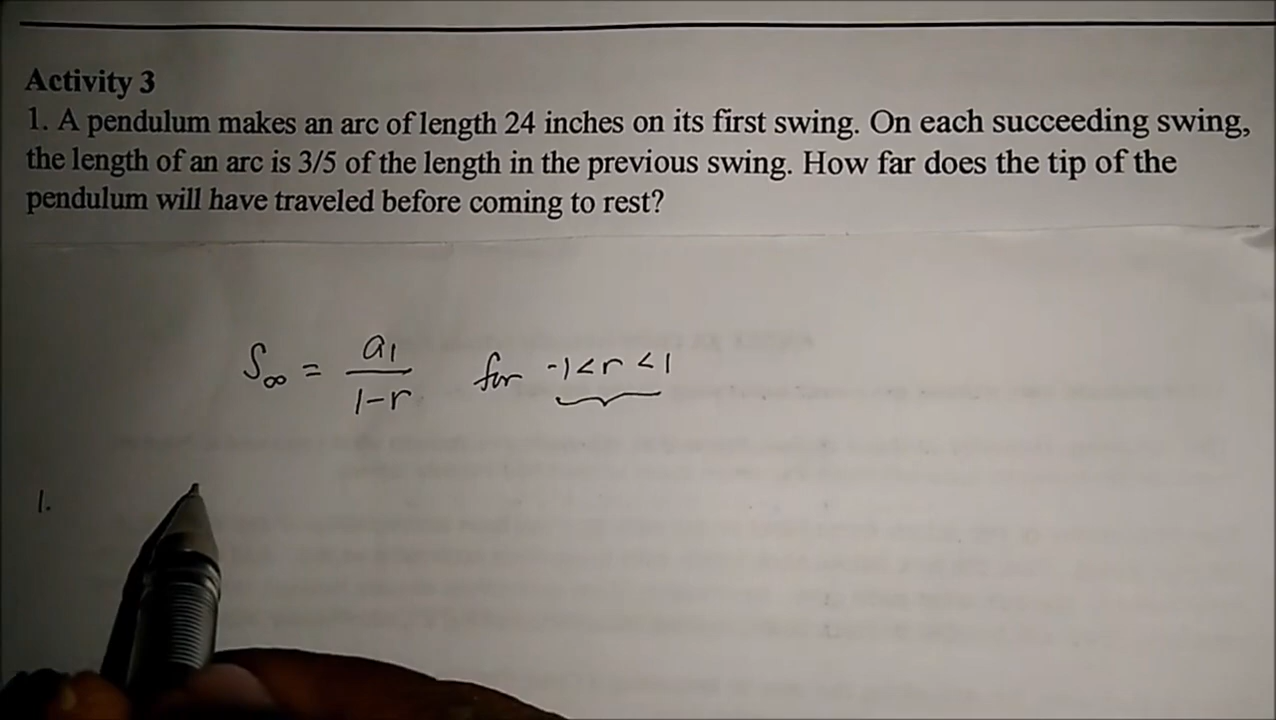 Activity 3
1. A pendulum makes an arc of length 24 inches on its first swing. On each succeeding swing,
the length of an arc is 3/5 of the length in the previous swing. How far does the tip of the
pendulum will have traveled before coming to rest?
S∞ = a₁ / 1-r for -1<r<1
1.